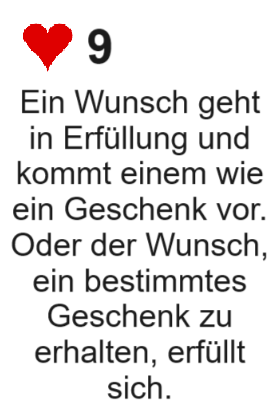 9
Ein Wunsch geht
in Erfüllung und
kommt einem wie
ein Geschenk vor.
Oder der Wunsch,
ein bestimmtes
Geschenk zu
erhalten, erfüllt
sich.